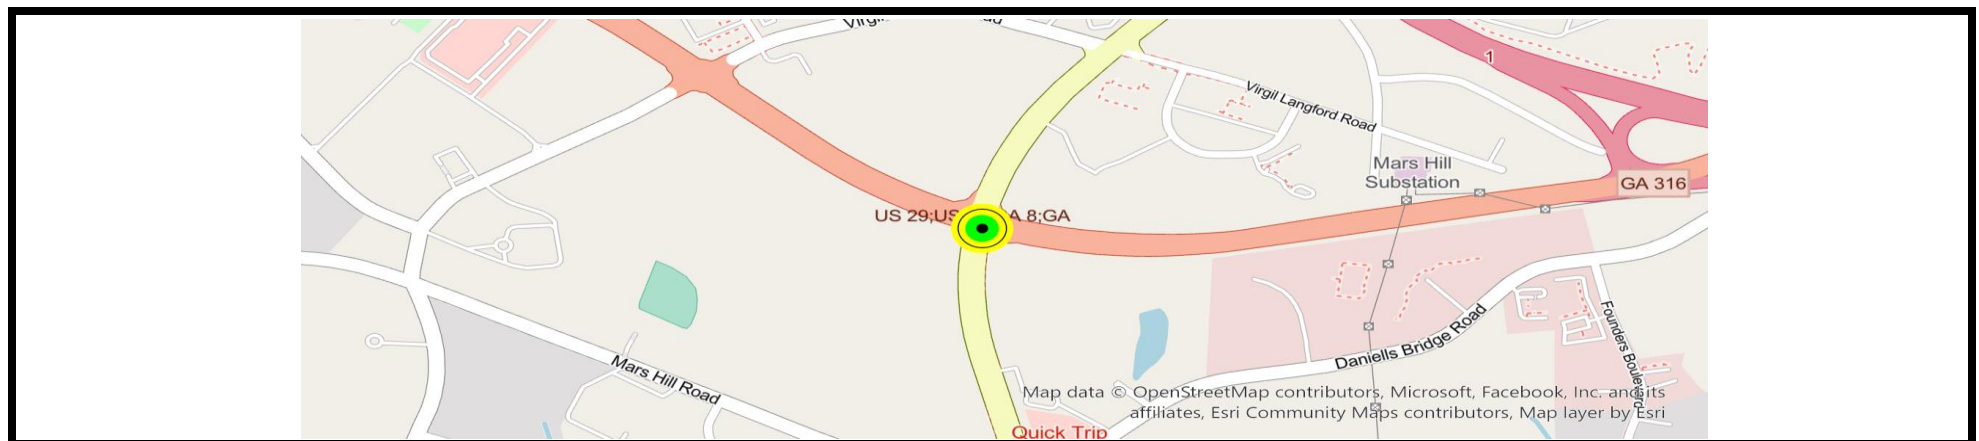 1
Virgil Langford Road
Mars Hill
Substation
GA 316
US 29;US
A 8;GA
Founders Boulevard
Daniells Bridge Road
Mars Hill Road
Map data © OpenStreetMap contributors, Microsoft, Facebook, Inc. and its
affiliates, Esri Community Maps contributors, Map layer by Esri
Quick Trip